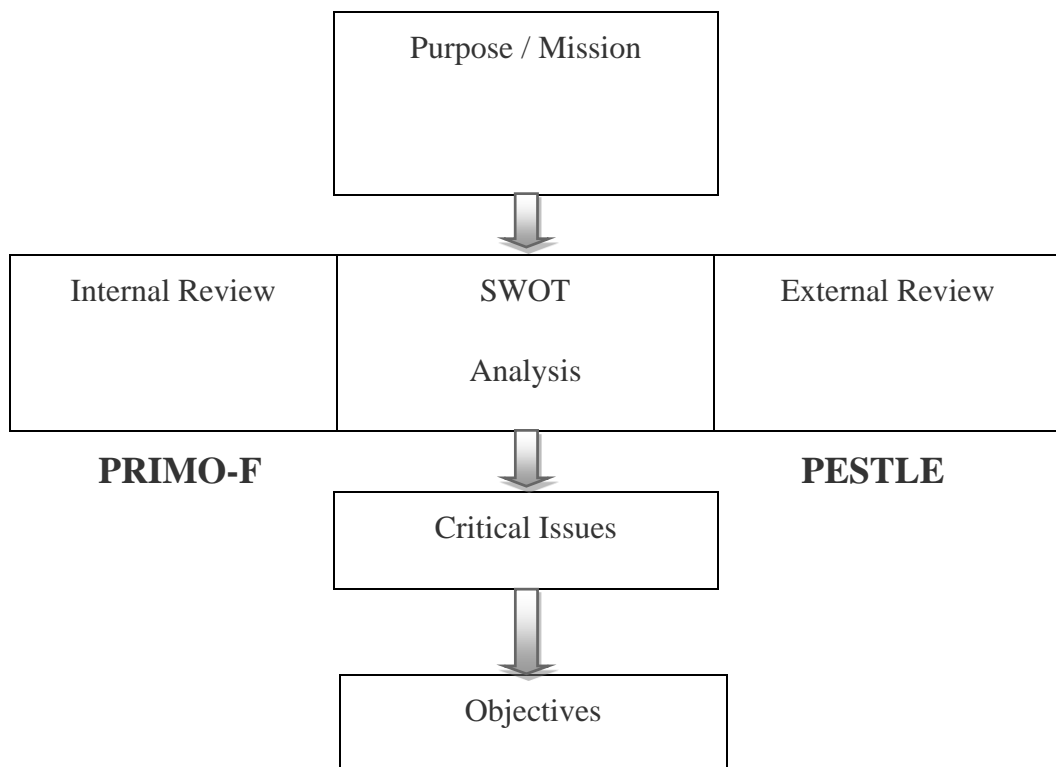 Purpose / Mission
Internal Review
SWOT
External Review
Analysis
PRIMO-F
PESTLE
Critical Issues
Objectives